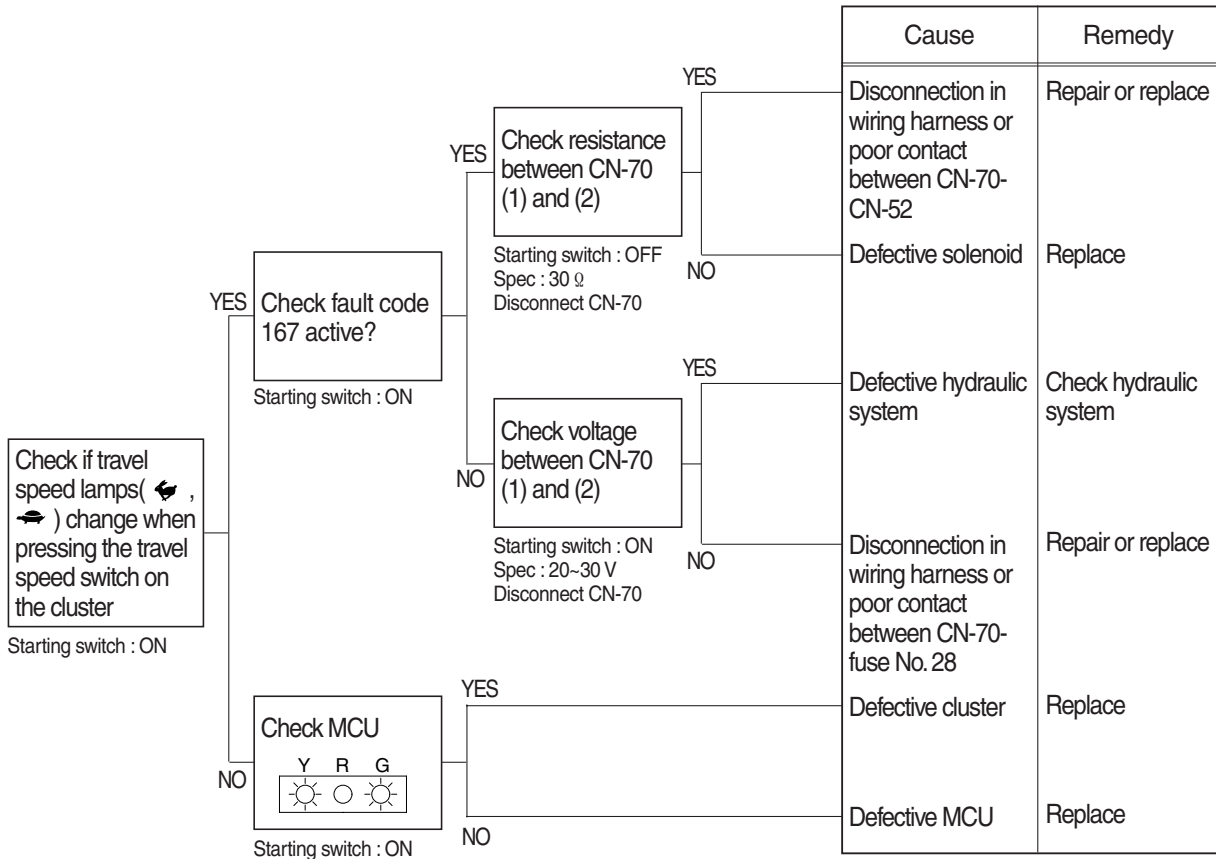 Cause
Remedy
YES
Disconnection in
wiring harness or
poor contact
between CN-70-
CN-52
Repair or replace
YES
Check resistance
between CN-70
(1) and (2)
Starting switch : OFF
Spec : 30 Ω
Disconnect CN-70
NO
Defective solenoid
Replace
YES
Check fault code
167 active?
Starting switch : ON
YES
Defective hydraulic
system
Check hydraulic
system
NO
Check voltage
between CN-70
(1) and (2)
Starting switch : ON
Spec : 20~30 V
Disconnect CN-70
NO
Disconnection in
wiring harness or
poor contact
between CN-70-
fuse No. 28
Repair or replace
Check if travel
speed lamps( ,
) change when
pressing the travel
speed switch on
the cluster
Starting switch : ON
YES
Defective cluster
Replace
NO
Check MCU
Y R G
Starting switch : ON
NO
Defective MCU
Replace